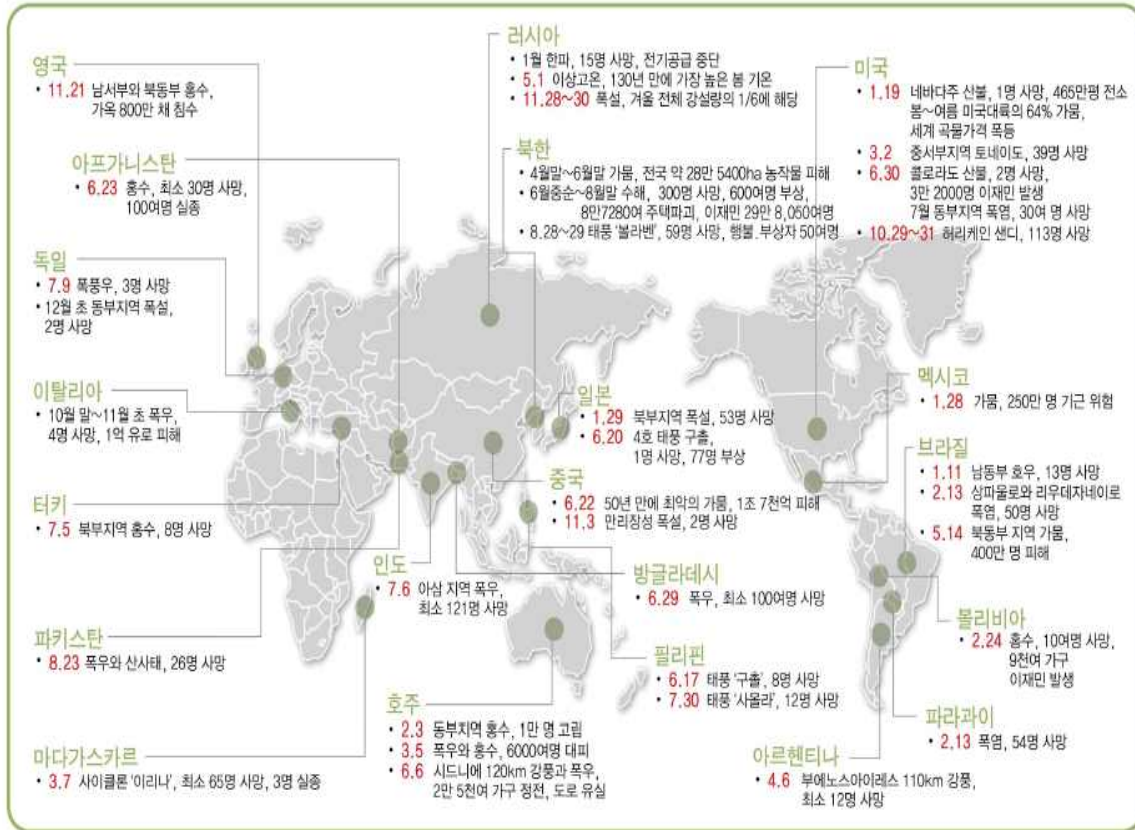 영국
• 11.21 남서부와 북동부 홍수,
가옥 800만 채 침수
러시아
• 1월 한파, 15명 사망, 전기공급 중단
• 5.1 이상고온, 130년 만에 가장 높은 봄 기온
• 11.28~30 폭설, 겨울 전체 강설량의 1/6에 해당
미국
• 1.19 네바다주 산불, 1명 사망, 465만평 전소
봄~여름 미국대륙의 64% 가뭄,
세계 곡물가격 폭등
• 3.2 중서부지역 토네이도, 39명 사망
• 6.30 콜로라도 산불, 2명 사망,
3만 2000명 이재민 발생
7월 동부지역 폭염, 30여 명 사망
• 10.29~31 허리케인 샌디, 113명 사망
아프가니스탄
• 6.23 홍수, 최소 30명 사망,
100여명 실종
북한
• 4월말~6월말 가뭄, 전국 약 28만 5400ha 농작물 피해
• 6월중순~8월말 수해, 300명 사망, 600여명 부상,
8만7280여 주택파괴, 이재민 29만 8,050여명
• 8.28~29 태풍 '볼라벤', 59명 사망, 행불·부상자 50여명
독일
• 7.9 폭풍우, 3명 사망
• 12월 초 동부지역 폭설,
2명 사망
이탈리아
• 10월 말~11월 초 폭우,
4명 사망, 1억 유로 피해
일본
• 1.29 북부지역 폭설, 53명 사망
• 6.20 4호 태풍 구촐,
1명 사망, 77명 부상
멕시코
• 1.28 가뭄, 250만 명 기근 위험
브라질
• 1.11 남동부 호우, 13명 사망
• 2.13 상파울로와 리우데자네이로
폭염, 50명 사망
• 5.14 북동부 지역 가뭄,
400만 명 피해
중국
• 6.22 50년 만에 최악의 가뭄, 1조 7천억 피해
• 11.3 만리장성 폭설, 2명 사망
터키
• 7.5 북부지역 홍수, 8명 사망
인도
• 7.6 아삼 지역 폭우,
최소 121명 사망
방글라데시
• 6.29 폭우, 최소 100여명 사망
볼리비아
• 2.24 홍수, 10여명 사망,
9천여 가구
이재민 발생
파키스탄
• 8.23 폭우와 산사태, 26명 사망
필리핀
• 6.17 태풍 '구촐', 8명 사망
• 7.30 태풍 '사올라', 12명 사망
호주
• 2.3 동부지역 홍수, 1만 명 고립
• 3.5 폭우와 홍수, 6000여명 대피
• 6.6 시드니에 120km 강풍과 폭우,
2만 5천여 가구 정전, 도로 유실
파라과이
• 2.13 폭염, 54명 사망
마다가스카르
• 3.7 사이클론 '이리나', 최소 65명 사망, 3명 실종
아르헨티나
• 4.6 부에노스아이레스 110km 강풍,
최소 12명 사망